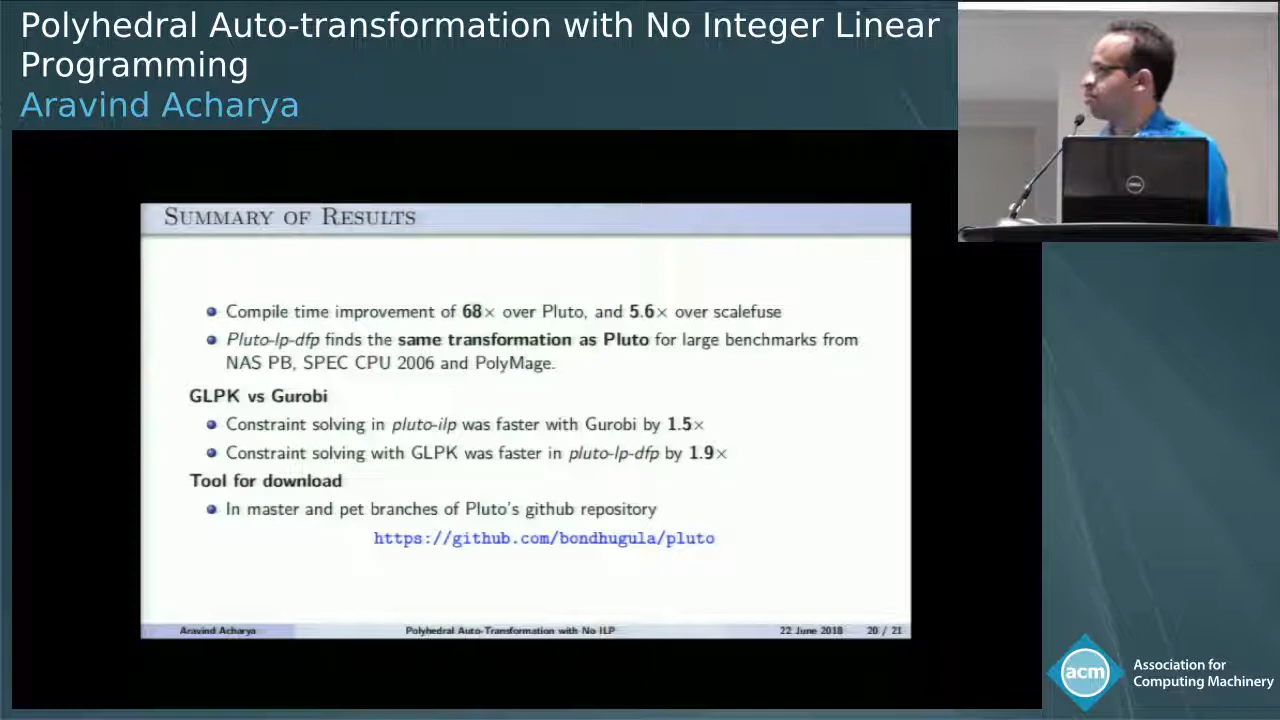 Polyhedral Auto-transformation with No Integer Linear
Programming
Aravind Acharya
SUMMARY OF RESULTS
Compile time improvement of 68× over Pluto, and 5.6× over scalefuse
Pluto-lp-dfp finds the same transformation as Pluto for large benchmarks from
NAS PB, SPEC CPU 2006 and PolyMage.
GLPK vs Gurobi
Constraint solving in pluto-ilp was faster with Gurobi by 1.5×
Constraint solving with GLPK was faster in pluto-lp-dfp by 1.9×
Tool for download
In master and pet branches of Pluto's github repository
https://github.com/bondhugula/pluto
Aravind Acharya Polyhedral Auto-Transformation with No ILP 22 June 2018 20 / 21
DELL
acm
Association for
Computing Machinery